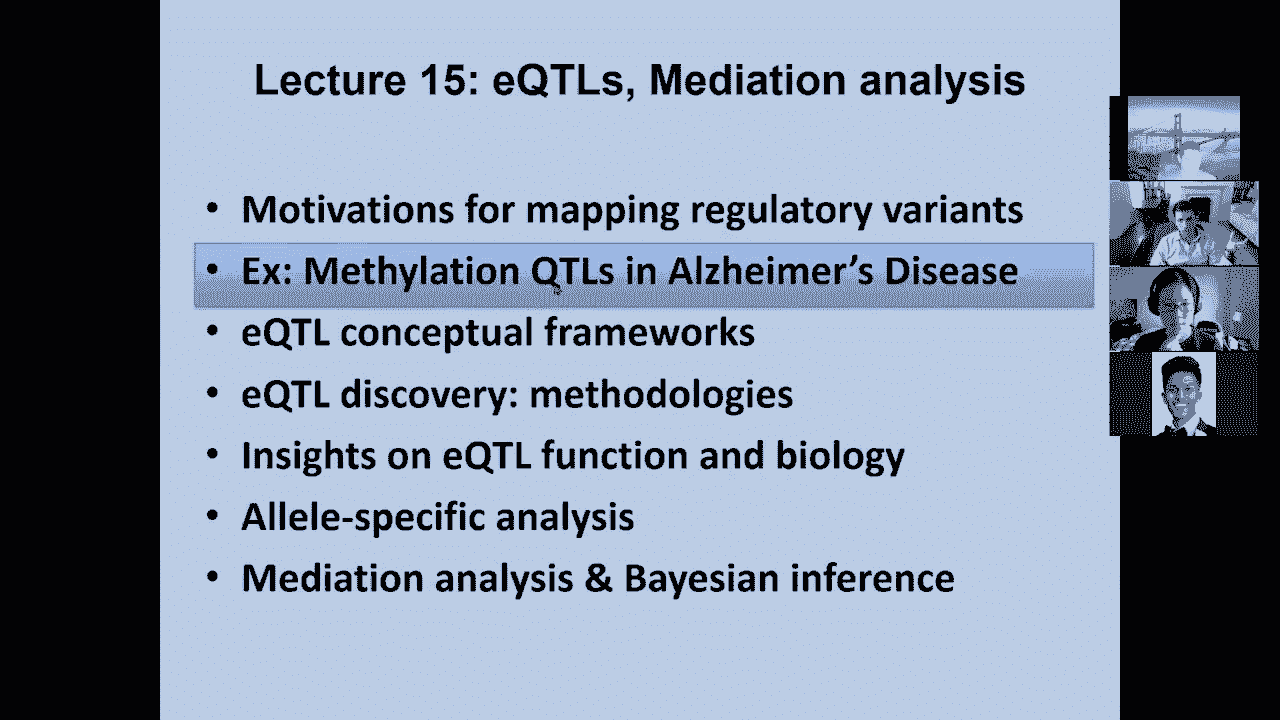 Lecture 15: eQTLs, Mediation analysis
• Motivations for mapping regulatory variants
• Ex: Methylation QTLs in Alzheimer’s Disease
• eQTL conceptual frameworks
• eQTL discovery: methodologies
• Insights on eQTL function and biology
• Allele-specific analysis
• Mediation analysis & Bayesian inference